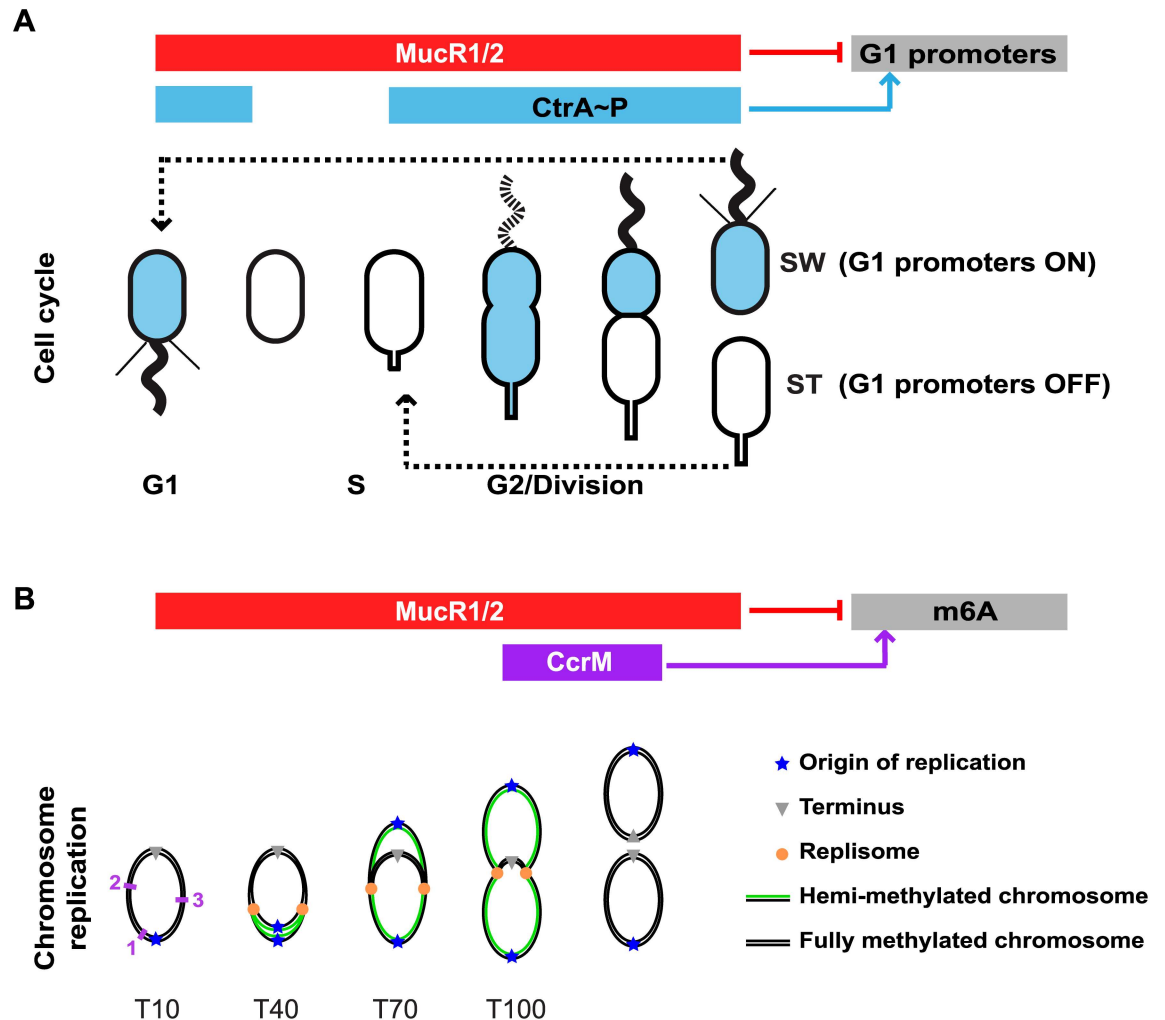 A
MucR1/2
G1 promoters
CtrA~P
Cell cycle
SW (G1 promoters ON)
ST (G1 promoters OFF)
G1
S
G2/Division
B
MucR1/2
m6A
CcrM
Chromosome
replication
2
3
1
Origin of replication
Terminus
Replisome
Hemi-methylated chromosome
Fully methylated chromosome
T10
T40
T70
T100